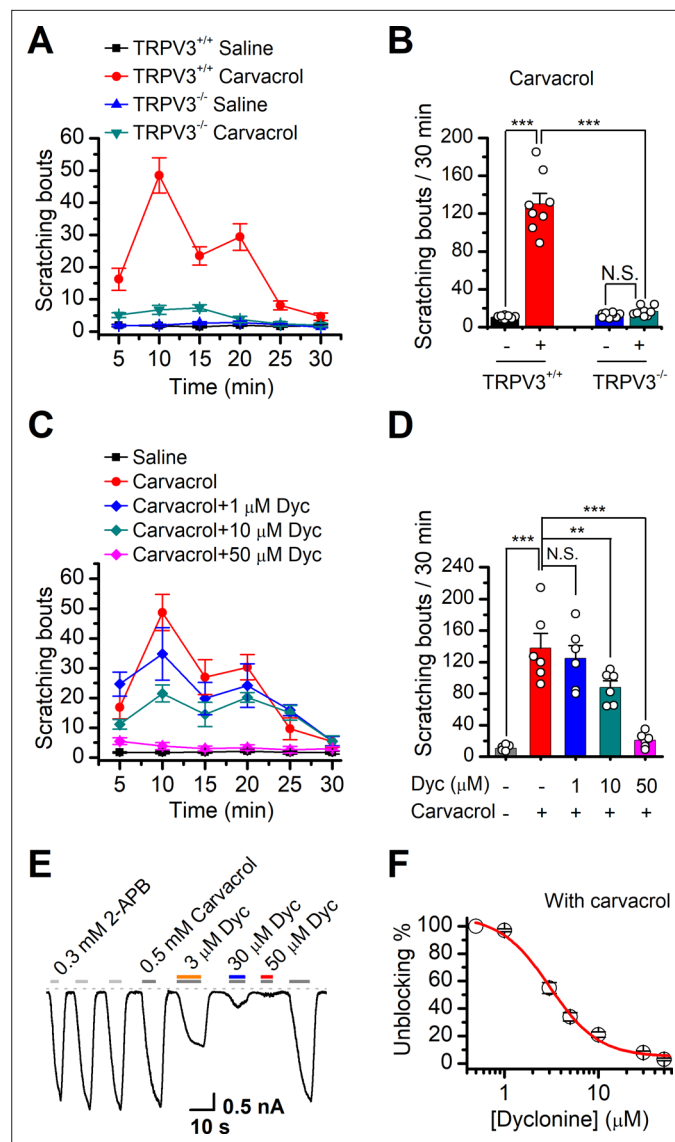 A
TRPV3+/+ Saline
TRPV3+/+ Carvacrol
TRPV3-/- Saline
TRPV3-/- Carvacrol
Scratching bouts
60
50
40
30
20
10
0
5 10 15 20 25 30
Time (min)
B
Carvacrol
*** ***
N.S.
Scratching bouts / 30 min
200
160
120
80
40
0
- + - +
TRPV3+/+ TRPV3-/-
C
Saline
Carvacrol
Carvacrol+1 μM Dyc
Carvacrol+10 μM Dyc
Carvacrol+50 μM Dyc
Scratching bouts
60
50
40
30
20
10
0
5 10 15 20 25 30
Time (min)
D
***
**
*** N.S.
Scratching bouts / 30 min
240
200
160
120
80
40
0
Dyc (μM) - - 1 10 50
Carvacrol - + + + +
E
0.3 mM 2-APB
0.5 mM Carvacrol
3 μM Dyc
30 μM Dyc
50 μM Dyc
0.5 nA
10 s
F
With carvacrol
Unblocking %
100
80
60
40
20
0
1 10
[Dyclonine] (μM)